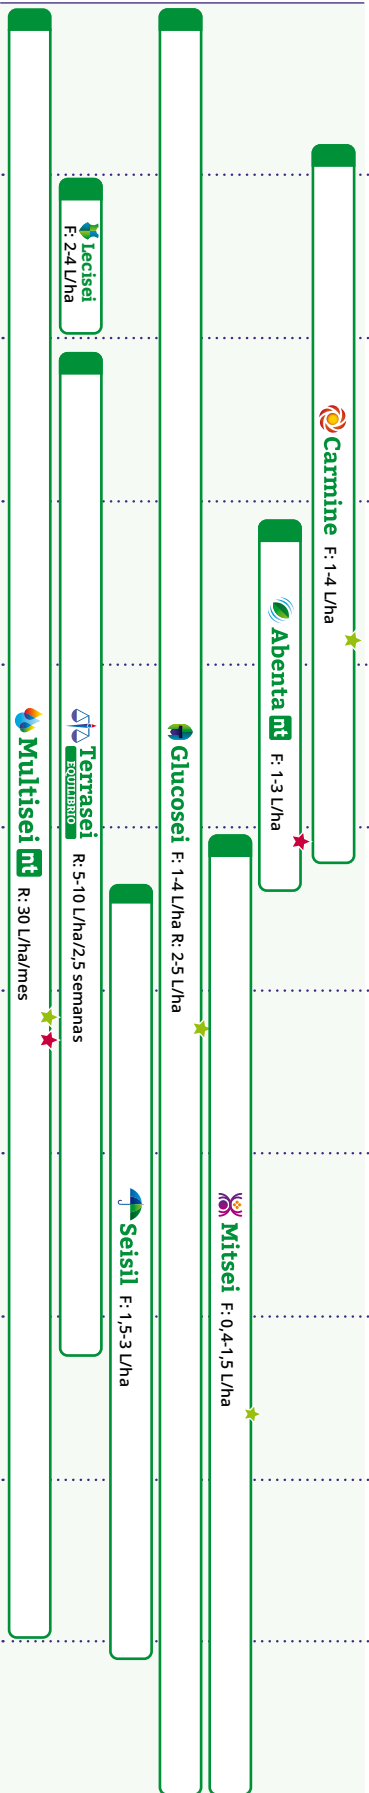 Carmine F: 1-4 L/ha
Abenta nt F: 1-3 L/ha
Mitsei F: 0,4-1,5 L/ha
Glucosei F: 1-4 L/ha R: 2-5 L/ha
Seisil F: 1,5-3 L/ha
Lecisei
F: 2-4 L/ha
Terrasei
EQUILIBRIO
R: 5-10 L/ha/2,5 semanas
Multisei nt R: 30 L/ha/mes